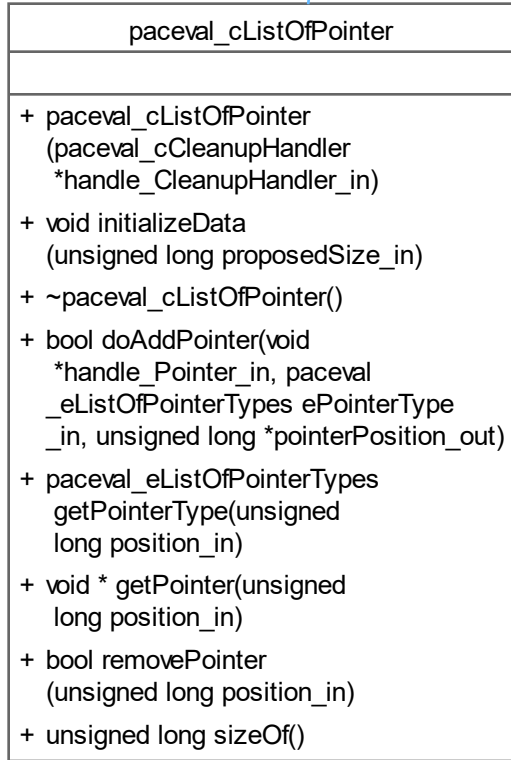 paceval_cListOfPointer
+ paceval_cListOfPointer
(paceval_cCleanupHandler
*handle_CleanupHandler_in)
+ void initializeData
(unsigned long proposedSize_in)
+ ~paceval_cListOfPointer()
+ bool doAddPointer(void
*handle_Pointer_in, paceval
_eListOfPointerTypes ePointerType
_in, unsigned long *pointerPosition_out)
+ paceval_eListOfPointerTypes
getPointerType(unsigned
long position_in)
+ void * getPointer(unsigned
long position_in)
+ bool removePointer
(unsigned long position_in)
+ unsigned long sizeOf()